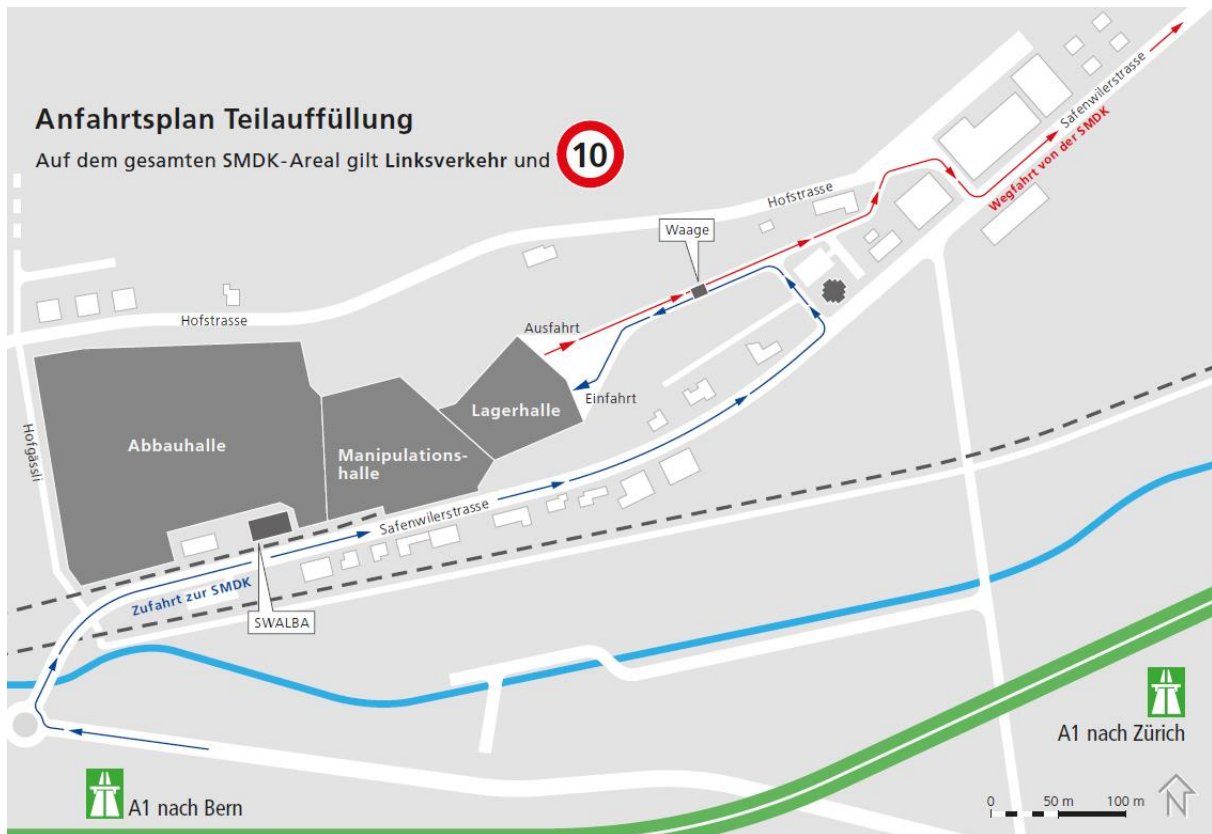 Anfahrtsplan Teilauffüllung
Auf dem gesamten SMDK-Areal gilt Linksverkehr und 10
Safenwilerstrasse
Wegfahrt von der SMDK
Hofstrasse
Waage
Hofstrasse
Ausfahrt
Einfahrt
Lagerhalle
Abbauhalle
Manipulations-
halle
Hofgässli
Safenwilerstrasse
Zufahrt zur SMDK
SWALBA
A1 nach Zürich
A1 nach Bern
0 50 m 100 m
N